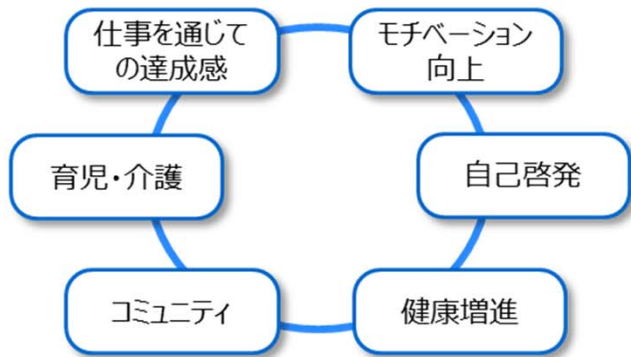 仕事を通じて
の達成感
モチベーション
向上
育児・介護
自己啓発
コミュニティ
健康増進